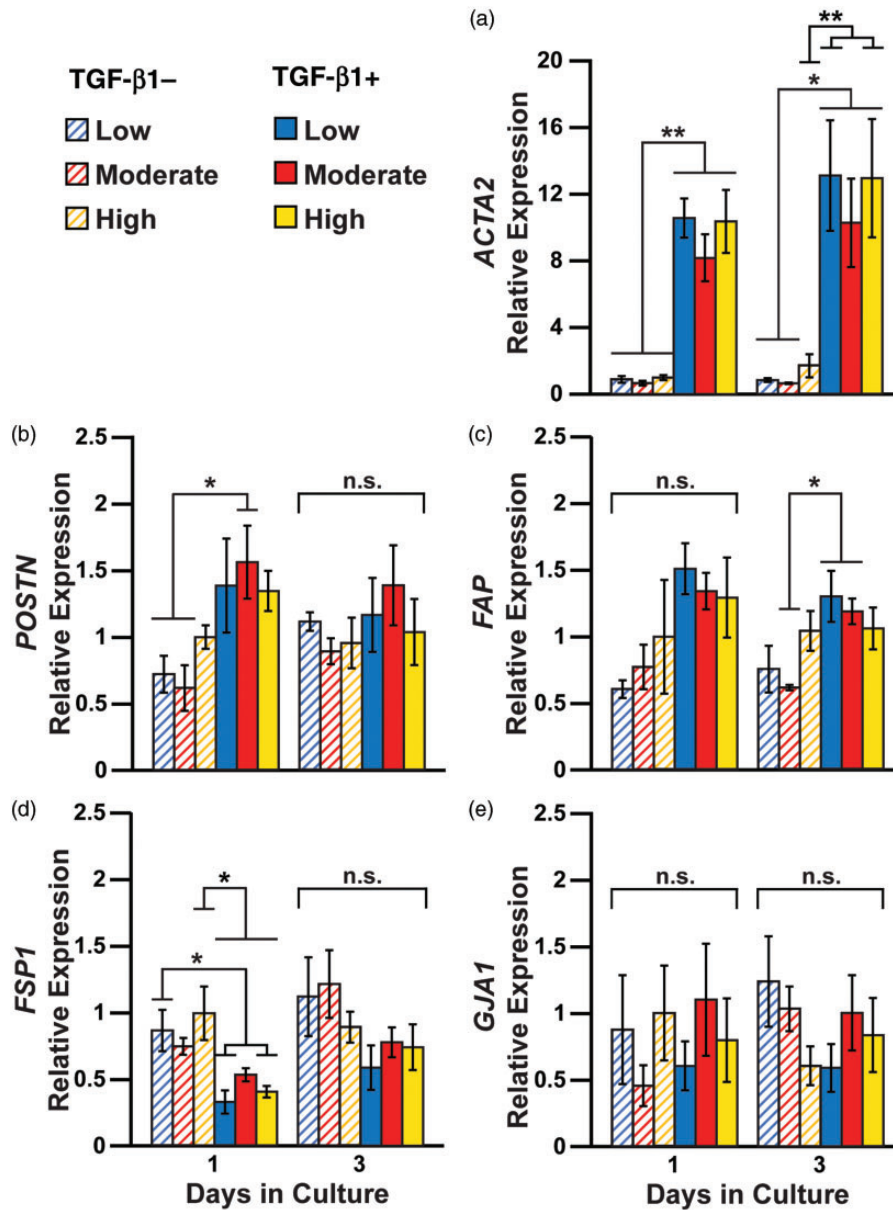 (a)
TGF-β1– TGF-β1+
Low Low
Moderate Moderate
High High
ACTA2
Relative Expression
20
16
12
8
4
0
**
**
*
(b)
POSTN
Relative Expression
2.5
2
1.5
1
0.5
0
*
n.s.
(c)
FAP
Relative Expression
2.5
2
1.5
1
0.5
0
n.s.
*
(d)
FSP1
Relative Expression
2.5
2
1.5
1
0.5
0
*
*
n.s.
1 3
Days in Culture
(e)
GJA1
Relative Expression
2.5
2
1.5
1
0.5
0
n.s.
n.s.
1 3
Days in Culture